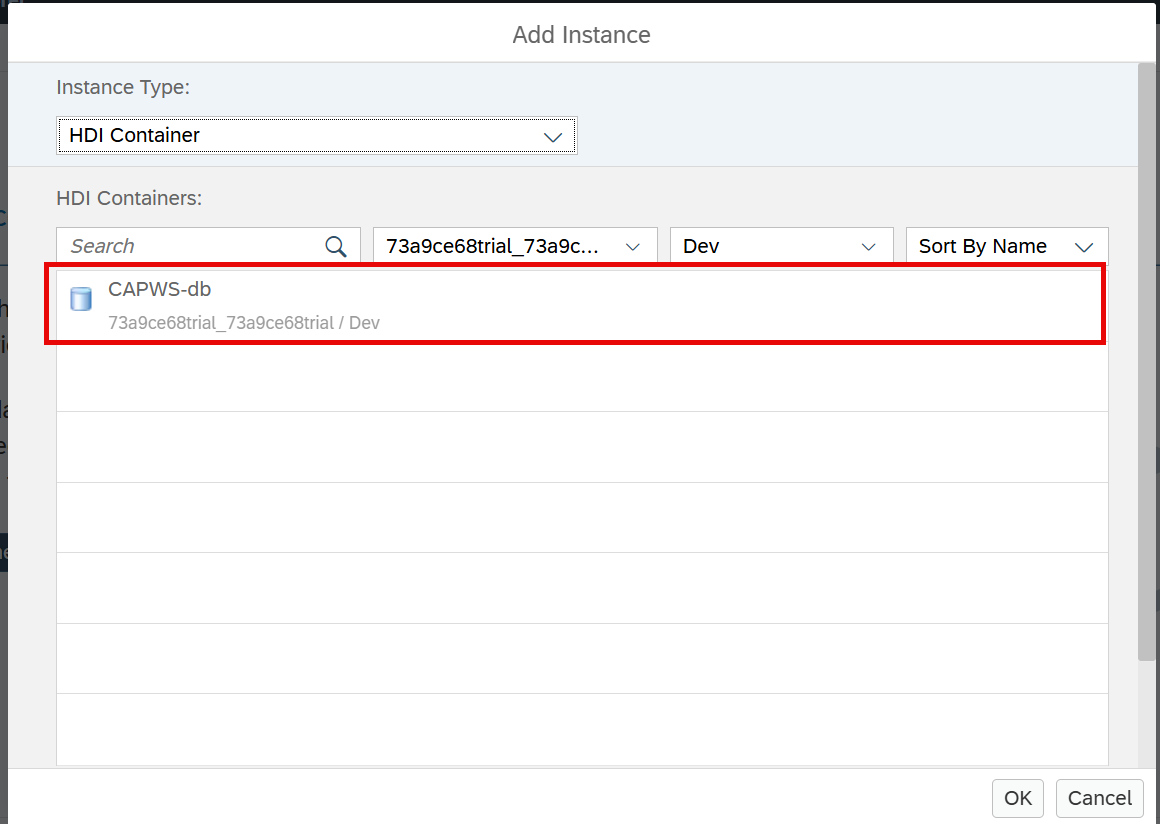 Add Instance
Instance Type:
HDI Container
HDI Containers:
Search 73a9ce68trial_73a9c... Dev Sort By Name
CAPWS-db
73a9ce68trial_73a9ce68trial / Dev
OK Cancel